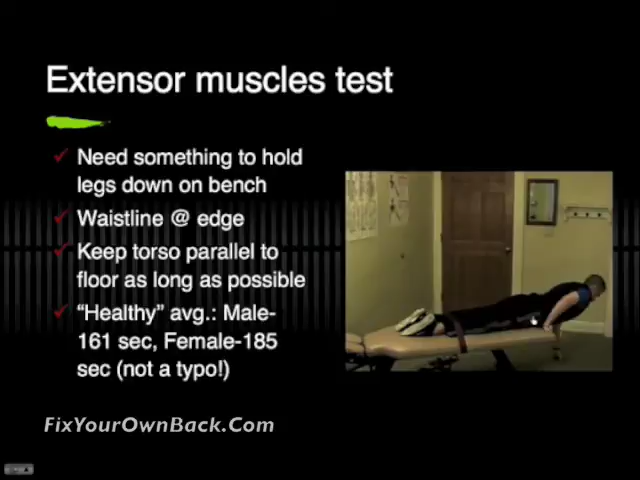 Extensor muscles test
Need something to hold
legs down on bench
Waistline @ edge
Keep torso parallel to
floor as long as possible
“Healthy” avg.: Male-
161 sec, Female-185
sec (not a typo!)
FixYourOwnBack.Com